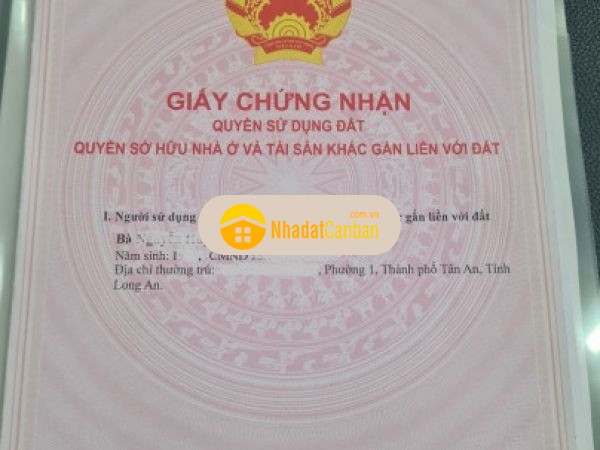 GIẤY CHỨNG NHẬN
QUYỀN SỬ DỤNG ĐẤT
QUYỀN SỞ HỮU NHÀ Ở VÀ TÀI SẢN KHÁC GẮN LIỀN VỚI ĐẤT
I. Người sử dụng gắn liền với đất
NhadatCanban
.com.vn
Bà Nguyễn
Năm sinh: 1 , CMND
Địa chỉ thường trú: , Phường 1, Thành phố Tân An, Tỉnh
Long An.